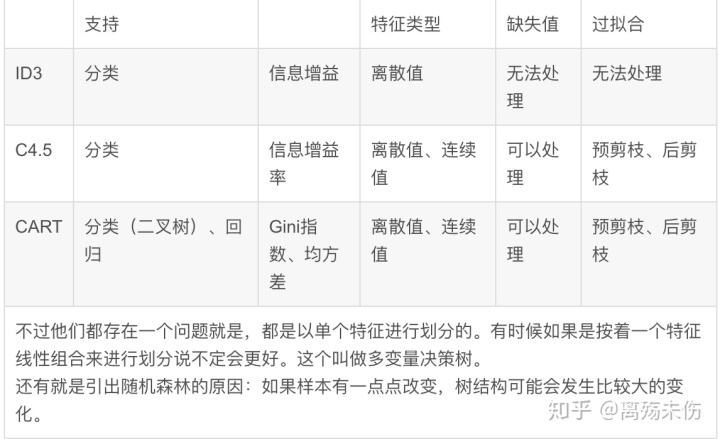 支持 特征类型 缺失值 过拟合
ID3 分类 信息增益 离散值 无法处 无法处理
理
C4.5 分类 信息增益 离散值、连续 可以处 预剪枝、后剪
率 值 理 枝
CART 分类（二叉树）、回 Gini指 离散值、连续 可以处 预剪枝、后剪
归 数、均方 值 理 枝
差
不过他们都存在一个问题就是，都是以单个特征进行划分的。有时候如果是按着一个特征
线性组合来进行划分说不定会更好。这个叫做多变量决策树。
还有就是引出随机森林的原因：如果样本有一点点改变，树结构可能会发生比较大的变
化。
知乎 @离殇未伤